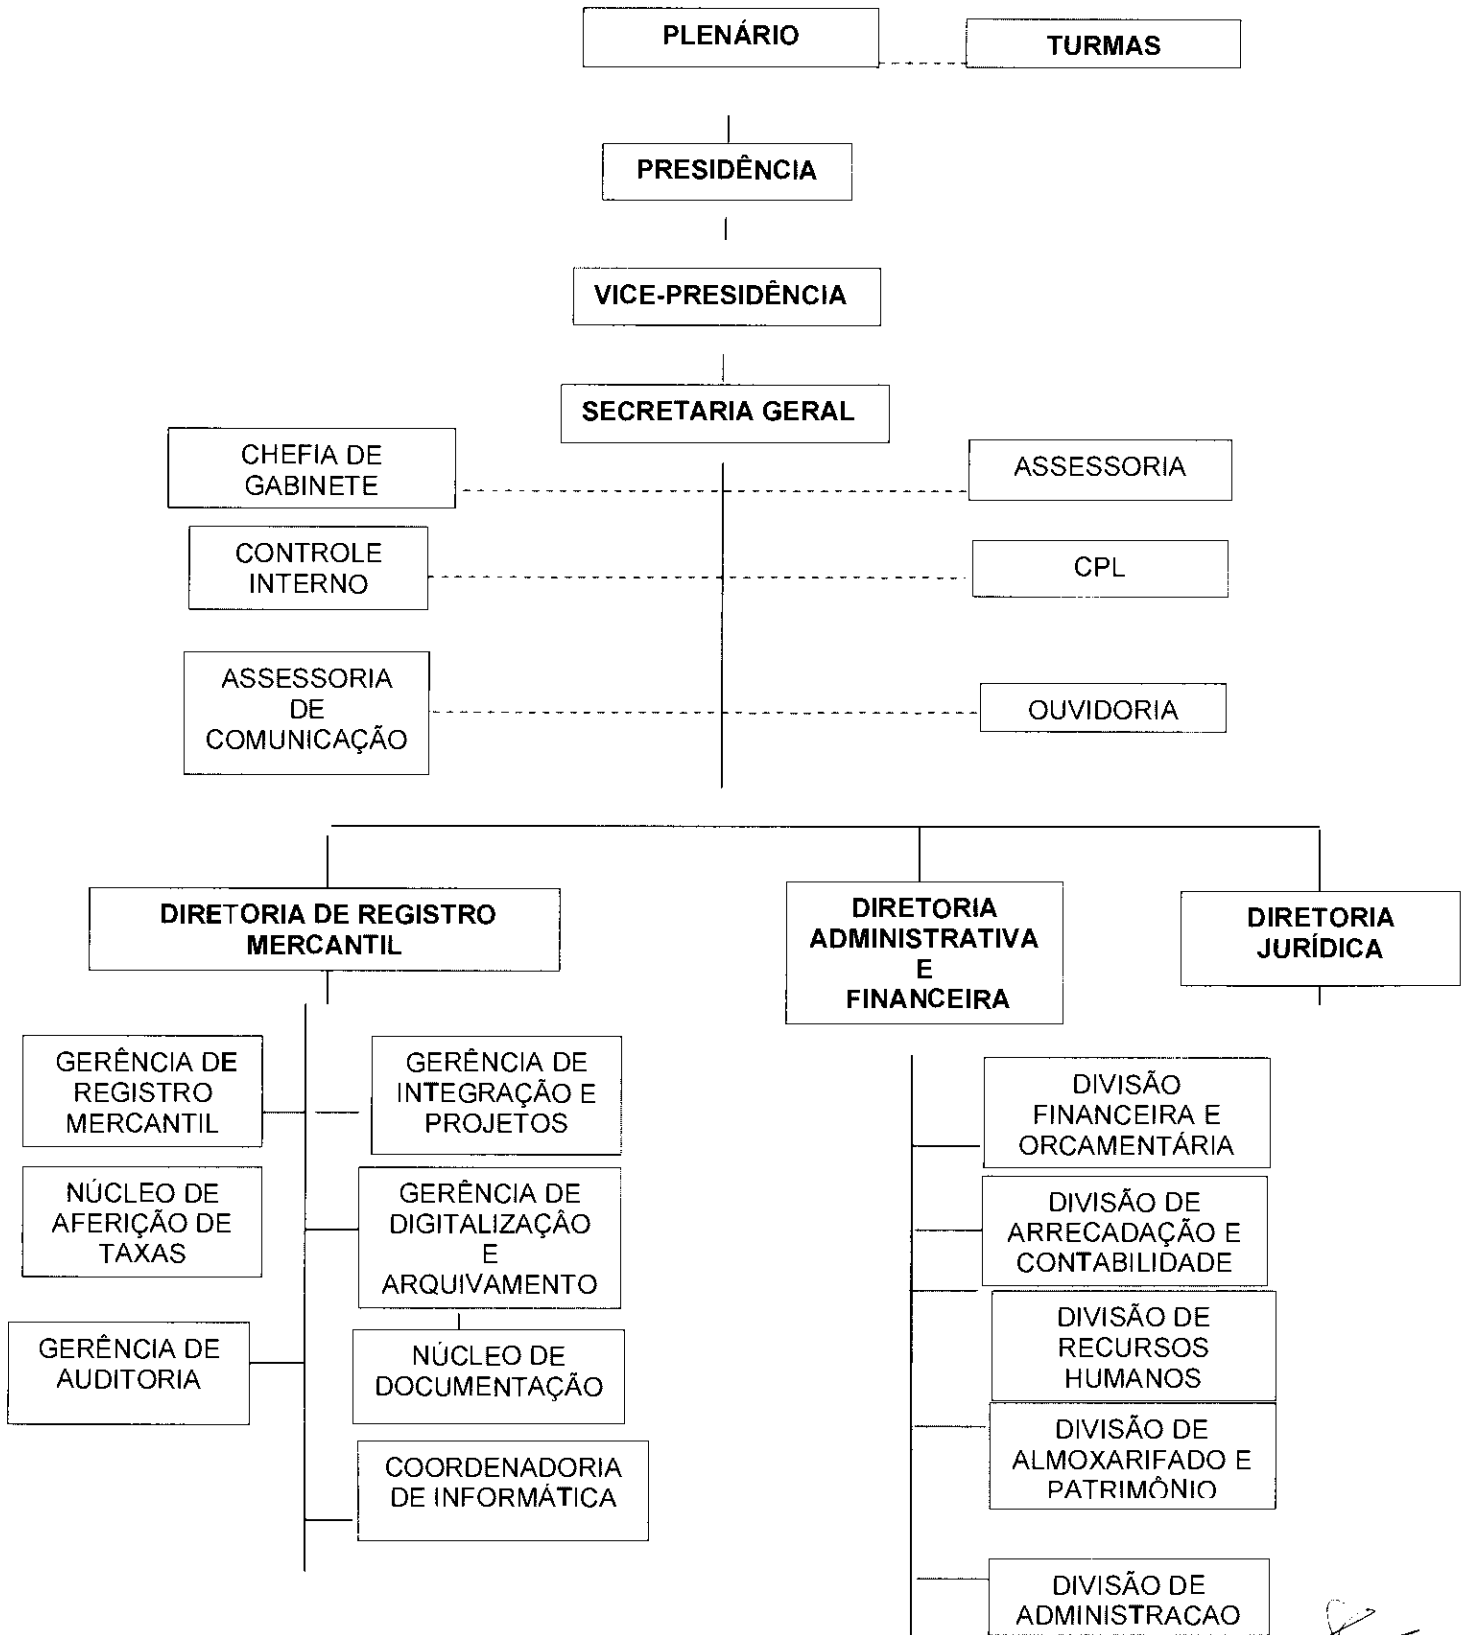 PLENÁRIO
TURMAS
PRESIDÊNCIA
VICE-PRESIDÊNCIA
SECRETARIA GERAL
CHEFIA DE
GABINETE
ASSESSORIA
CONTROLE
INTERNO
CPL
ASSESSORIA
DE
COMUNICAÇÃO
OUVIDORIA
DIRETORIA DE REGISTRO
MERCANTIL
DIRETORIA
ADMINISTRATIVA
E
FINANCEIRA
DIRETORIA
JURÍDICA
GERÊNCIA DE
REGISTRO
MERCANTIL
GERÊNCIA DE
INTEGRAÇÃO E
PROJETOS
NÚCLEO DE
AFERIÇÃO DE
TAXAS
GERÊNCIA DE
DIGITALIZAÇÂO
E
ARQUIVAMENTO
GERÊNCIA DE
AUDITORIA
NÚCLEO DE
DOCUMENTAÇÃO
COORDENADORIA
DE INFORMÁTICA
DIVISÃO
FINANCEIRA E
ORCAMENTÁRIA
DIVISÃO DE
ARRECADAÇÃO E
CONTABILIDADE
DIVISÃO DE
RECURSOS
HUMANOS
DIVISÃO DE
ALMOXARIFADO E
PATRIMÔNIO
DIVISÃO DE
ADMINISTRACAO